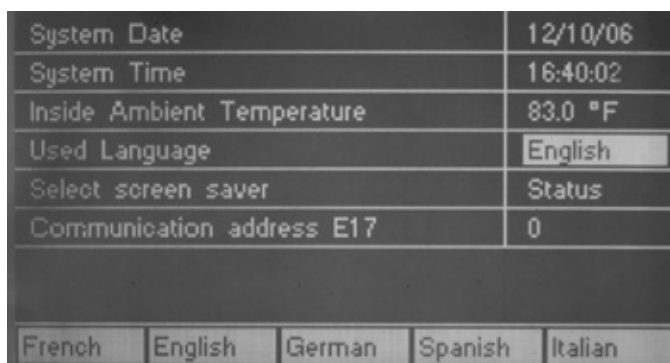 System Date 12/10/06
System Time 16:40:02
Inside Ambient Temperature 83.0 °F
Used Language English
Select screen saver Status
Communication address E17 0
French English German Spanish Italian